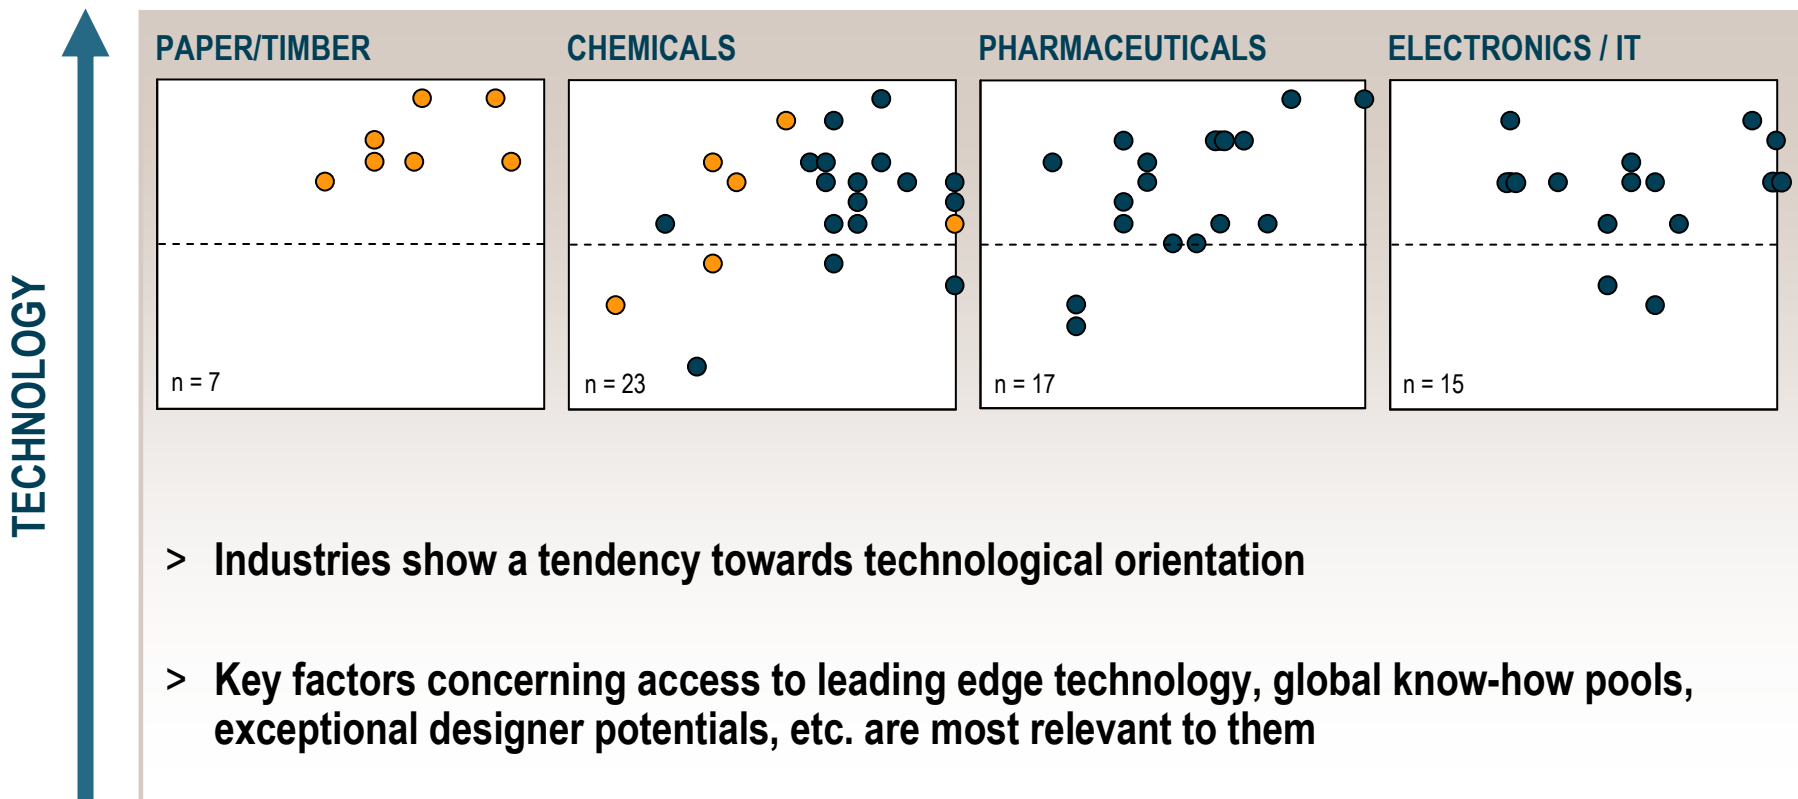 TECHNOLOGY
PAPER/TIMBER
CHEMICALS
PHARMACEUTICALS
ELECTRONICS / IT
n = 7
n = 23
n = 17
n = 15
> Industries show a tendency towards technological orientation
> Key factors concerning access to leading edge technology, global know-how pools,
exceptional designer potentials, etc. are most relevant to them